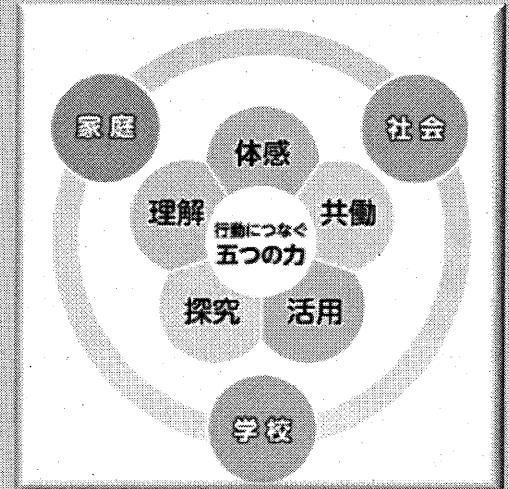 家庭
社会
体感
理解
共働
行動につなぐ
五つの力
探究
活用
学校